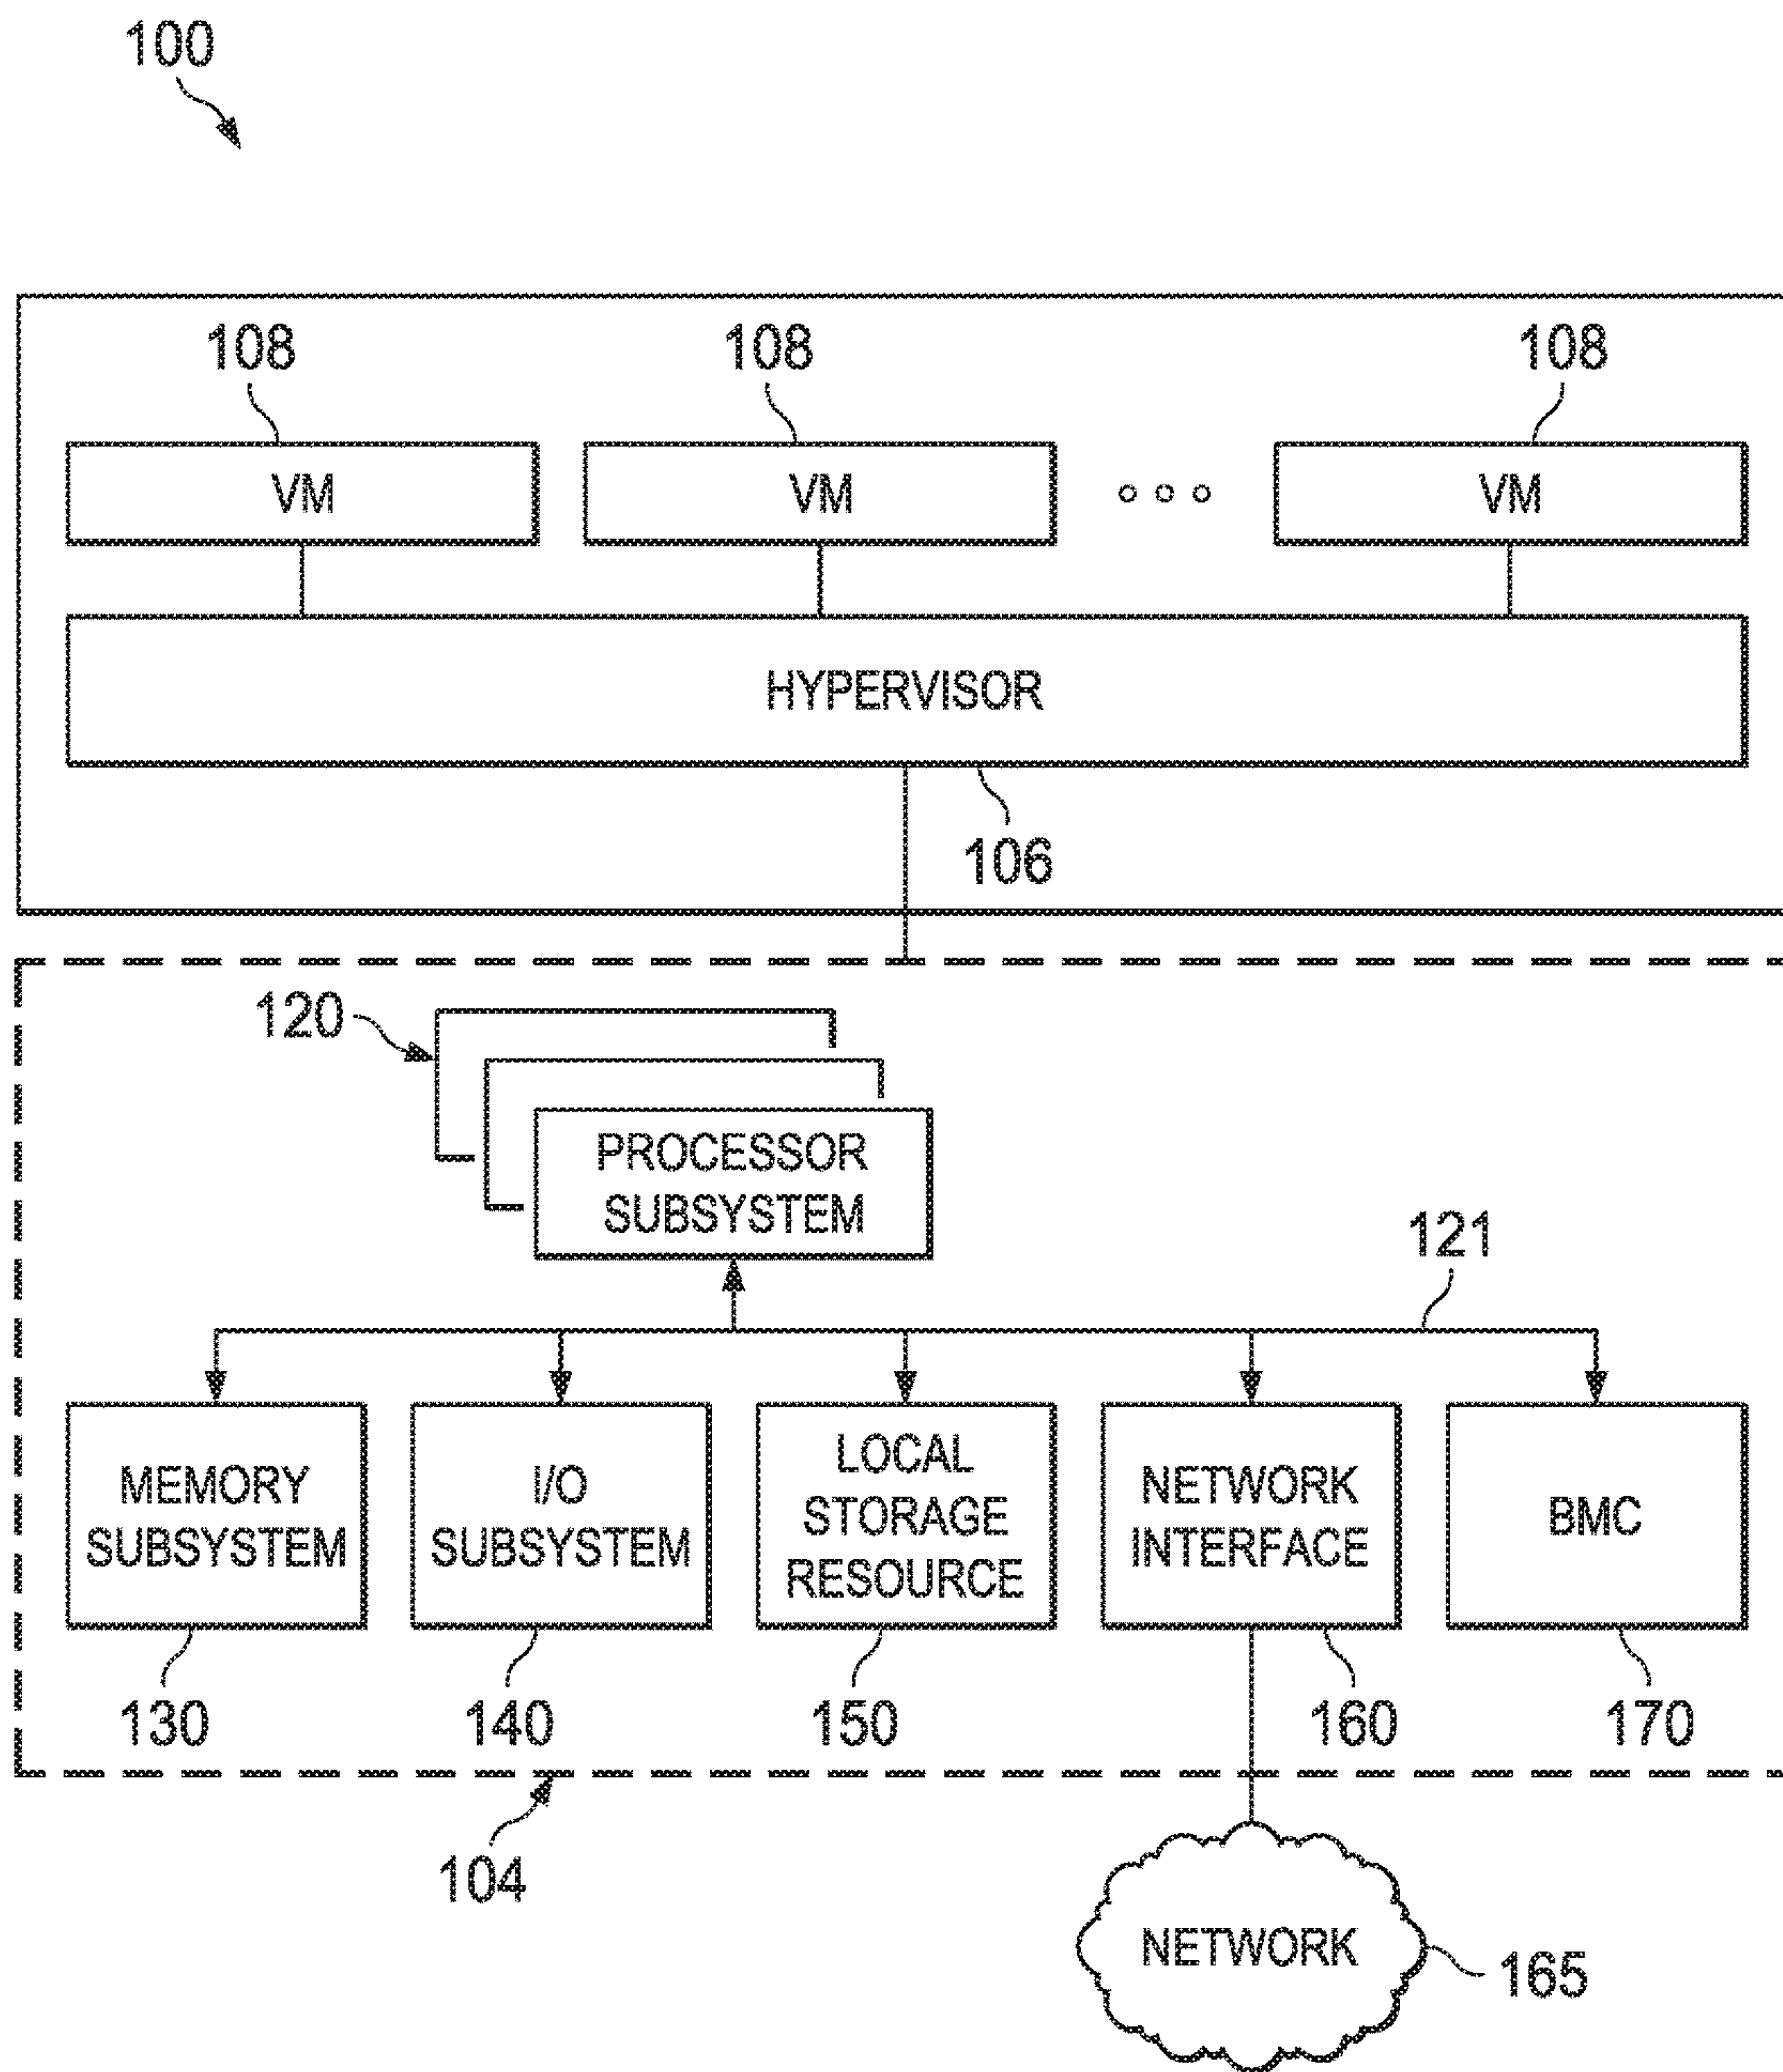 100
108
108
108
VM
VM
VM
HYPERVISOR
106
120
PROCESSOR
SUBSYSTEM
121
MEMORY
SUBSYSTEM
I/O
SUBSYSTEM
LOCAL
STORAGE
RESOURCE
NETWORK
INTERFACE
BMC
130
140
150
160
170
104
NETWORK
165